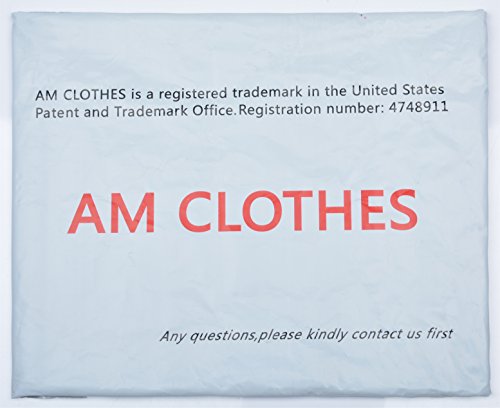 AM CLOTHES is a registered trademark in the United States
Patent and Trademark Office.Registration number: 4748911
AM CLOTHES
Any questions,please kindly contact us first